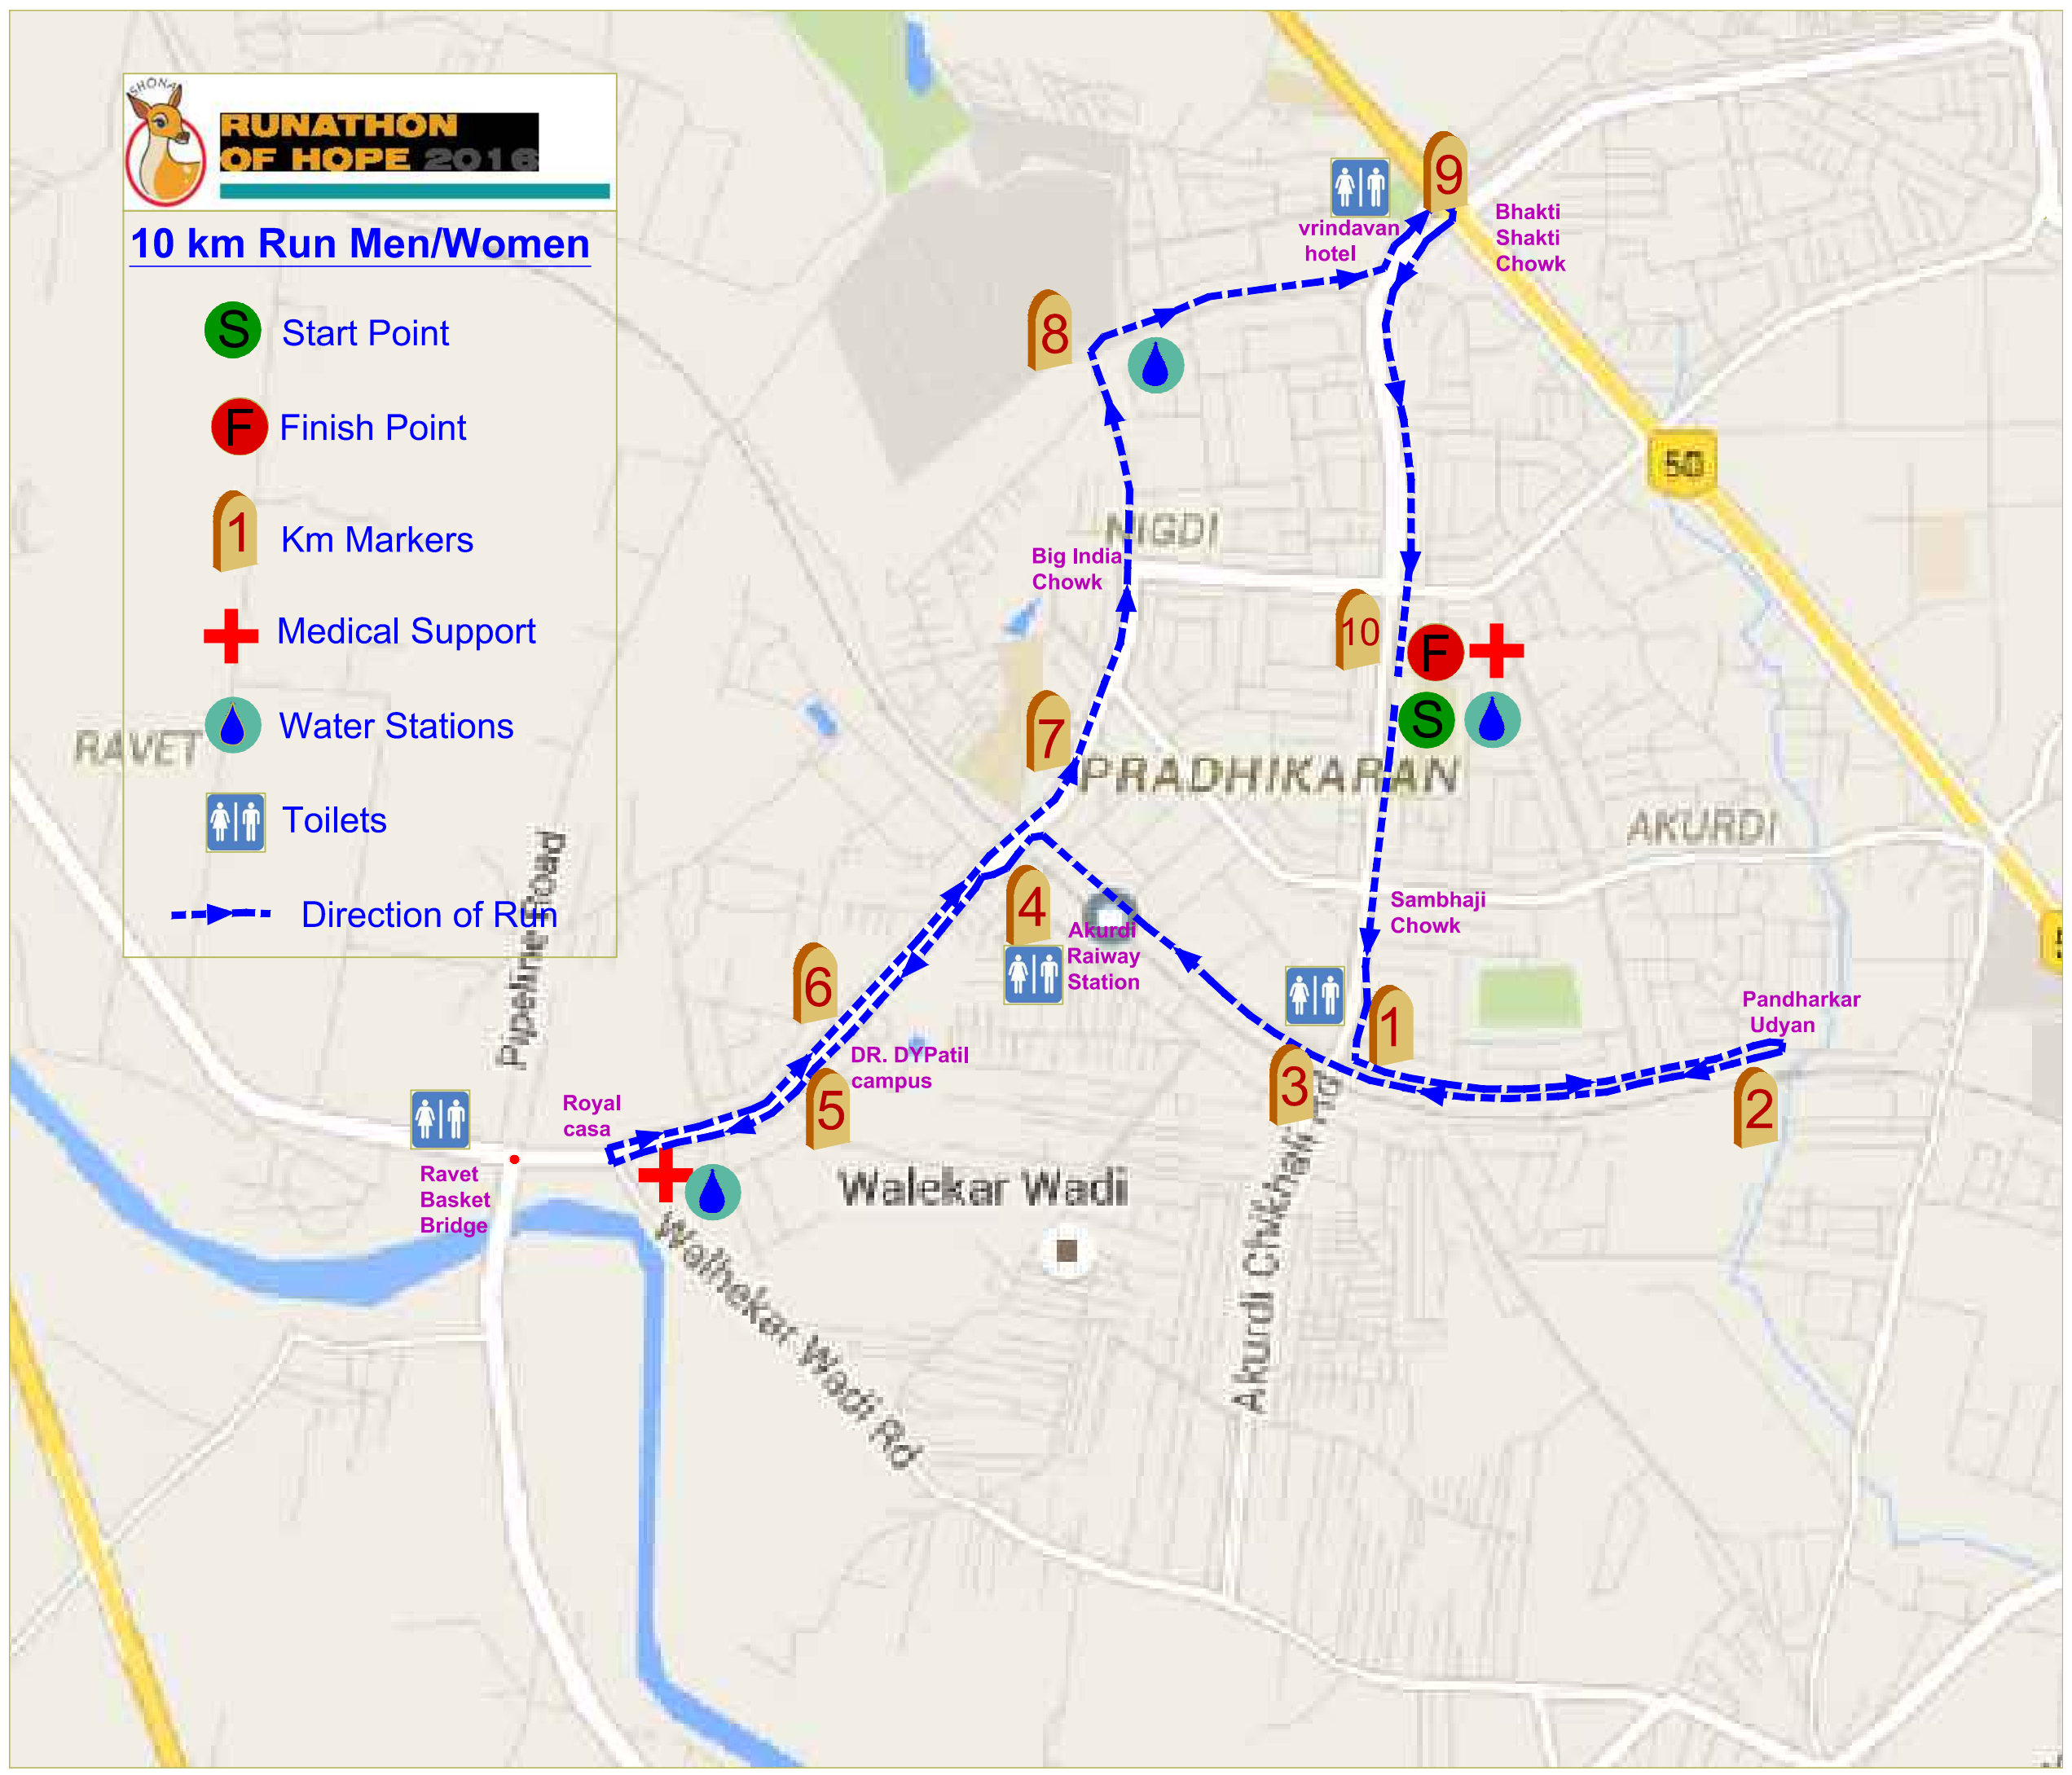 SHONA
RUNATHON
OF HOPE 2016
10 km Run Men/Women
S Start Point
F Finish Point
1 Km Markers
Medical Support
Water Stations
Toilets
Direction of Run
9
vrindavan
hotel
Bhakti
Shakti
Chowk
8
50
NIGDI
Big India
Chowk
10
F
S
7
RAVET
PRADHIKARAN
AKURDI
Pipeline Road
4
Akurdi
Raiway
Station
Sambhaji
Chowk
6
1
Pandharkar
Udyan
DR. DYPatil
campus
5
3
2
Royal
casa
Ravet
Basket
Bridge
Walekar Wadi
Walhekar Wadi Rd
Akurdi Chikhali Rd